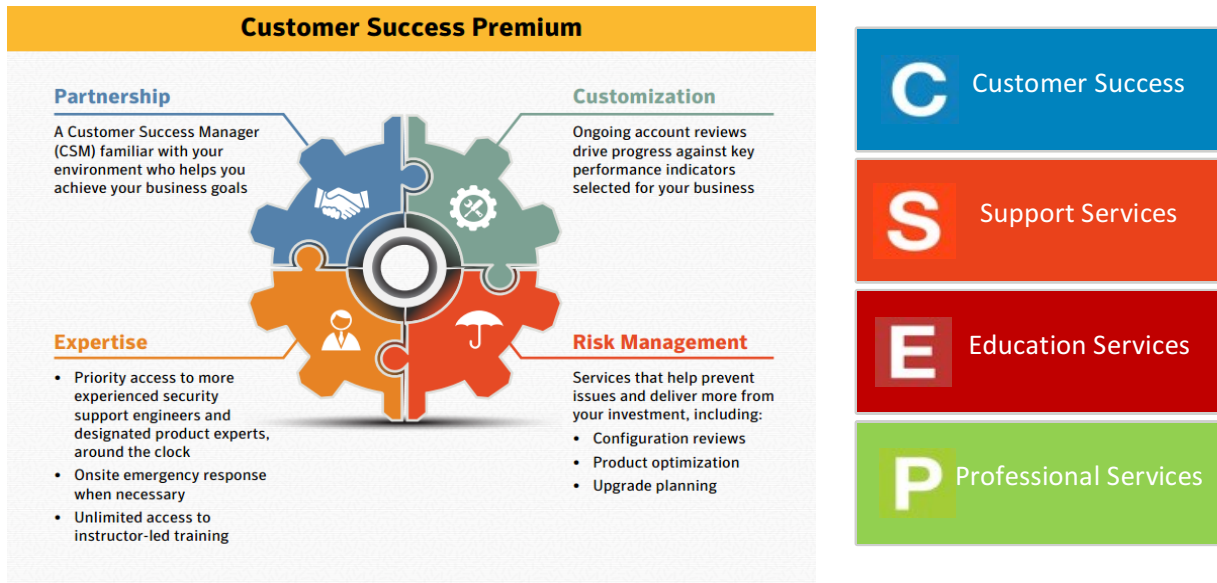 Customer Success Premium
Partnership
A Customer Success Manager
(CSM) familiar with your
environment who helps you
achieve your business goals
Customization
Ongoing account reviews
drive progress against key
performance indicators
selected for your business
Expertise
• Priority access to more
experienced security
support engineers and
designated product experts,
around the clock
• Onsite emergency response
when necessary
• Unlimited access to
instructor-led training
Risk Management
Services that help prevent
issues and deliver more from
your investment, including:
• Configuration reviews
• Product optimization
• Upgrade planning
C Customer Success
S Support Services
E Education Services
P Professional Services